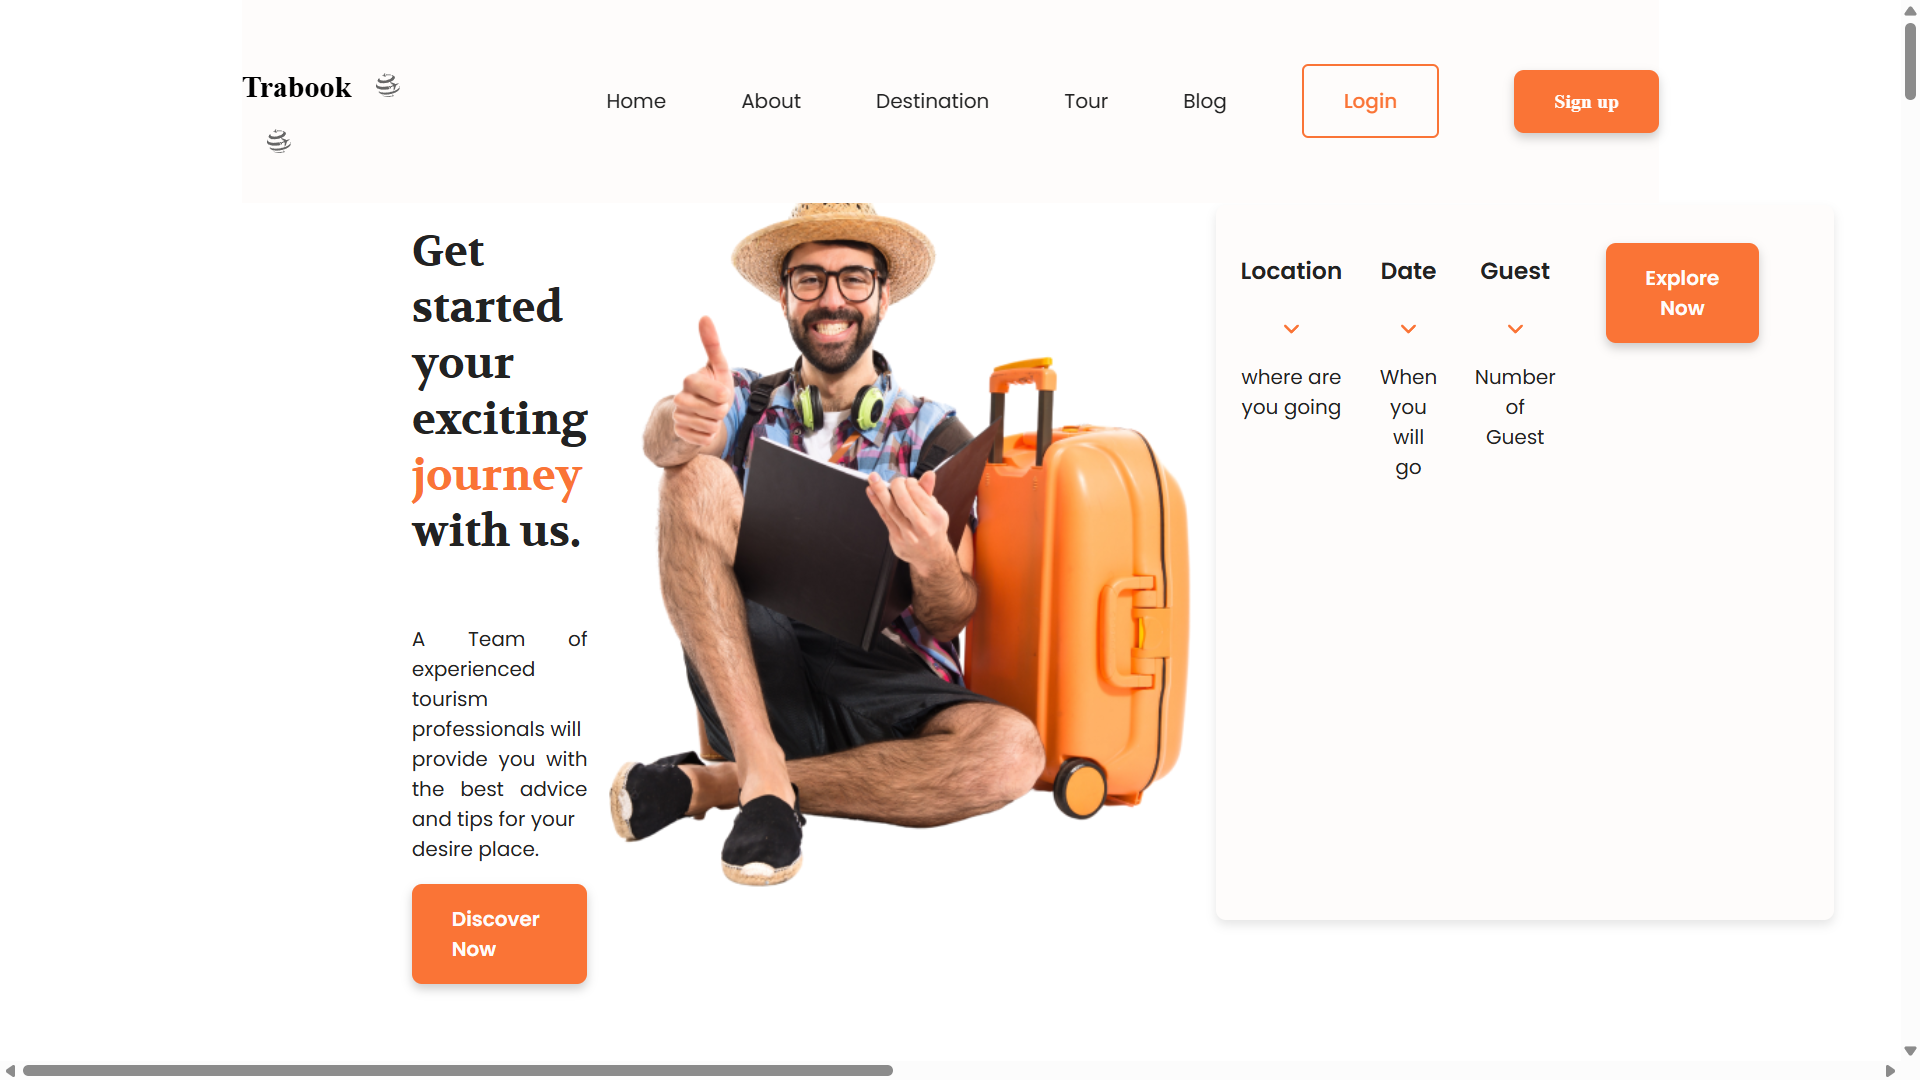 Trabook
Home
About
Destination
Tour
Blog
Login
Sign up
Get
started
your
exciting
journey
with us.
A Team of
experienced
tourism
professionals will
provide you with
the best advice
and tips for your
desire place.
Discover
Now
Location
where are
you going
Date
When
you
will
go
Guest
Number
of
Guest
Explore
Now